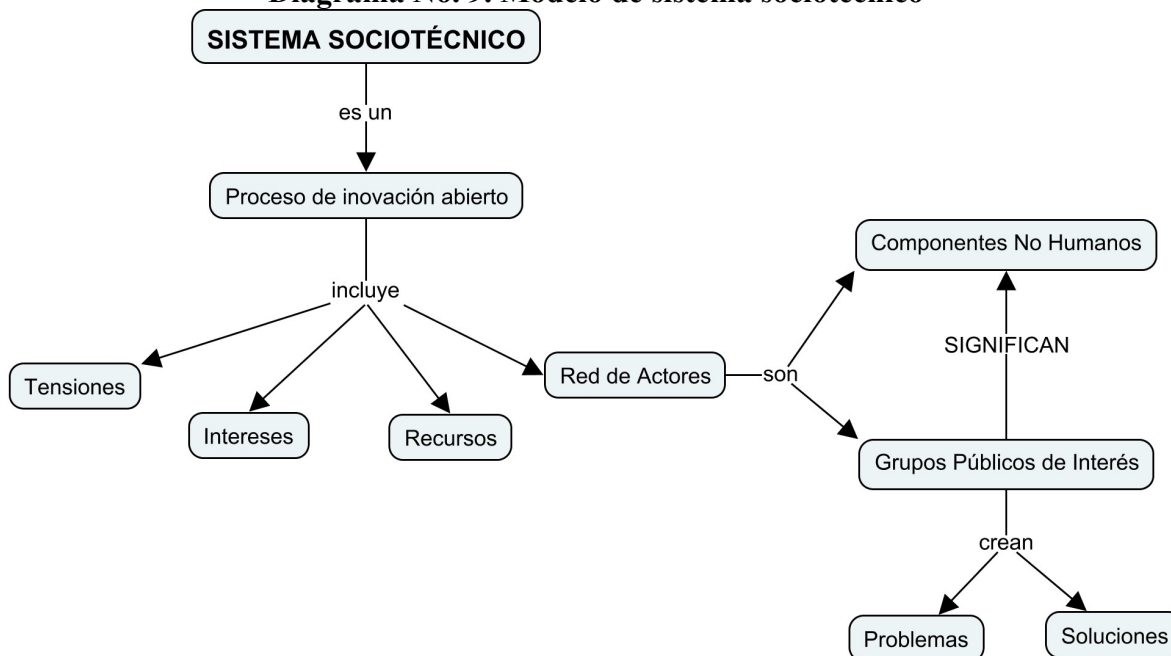 Diagrama No. 9. Modelo de sistema sociotécnico
SISTEMA SOCIOTÉCNICO
es un
Proceso de inovación abierto
incluye
Tensiones
Intereses
Recursos
Red de Actores
son
Componentes No Humanos
SIGNIFICAN
Grupos Públicos de Interés
crean
Problemas
Soluciones